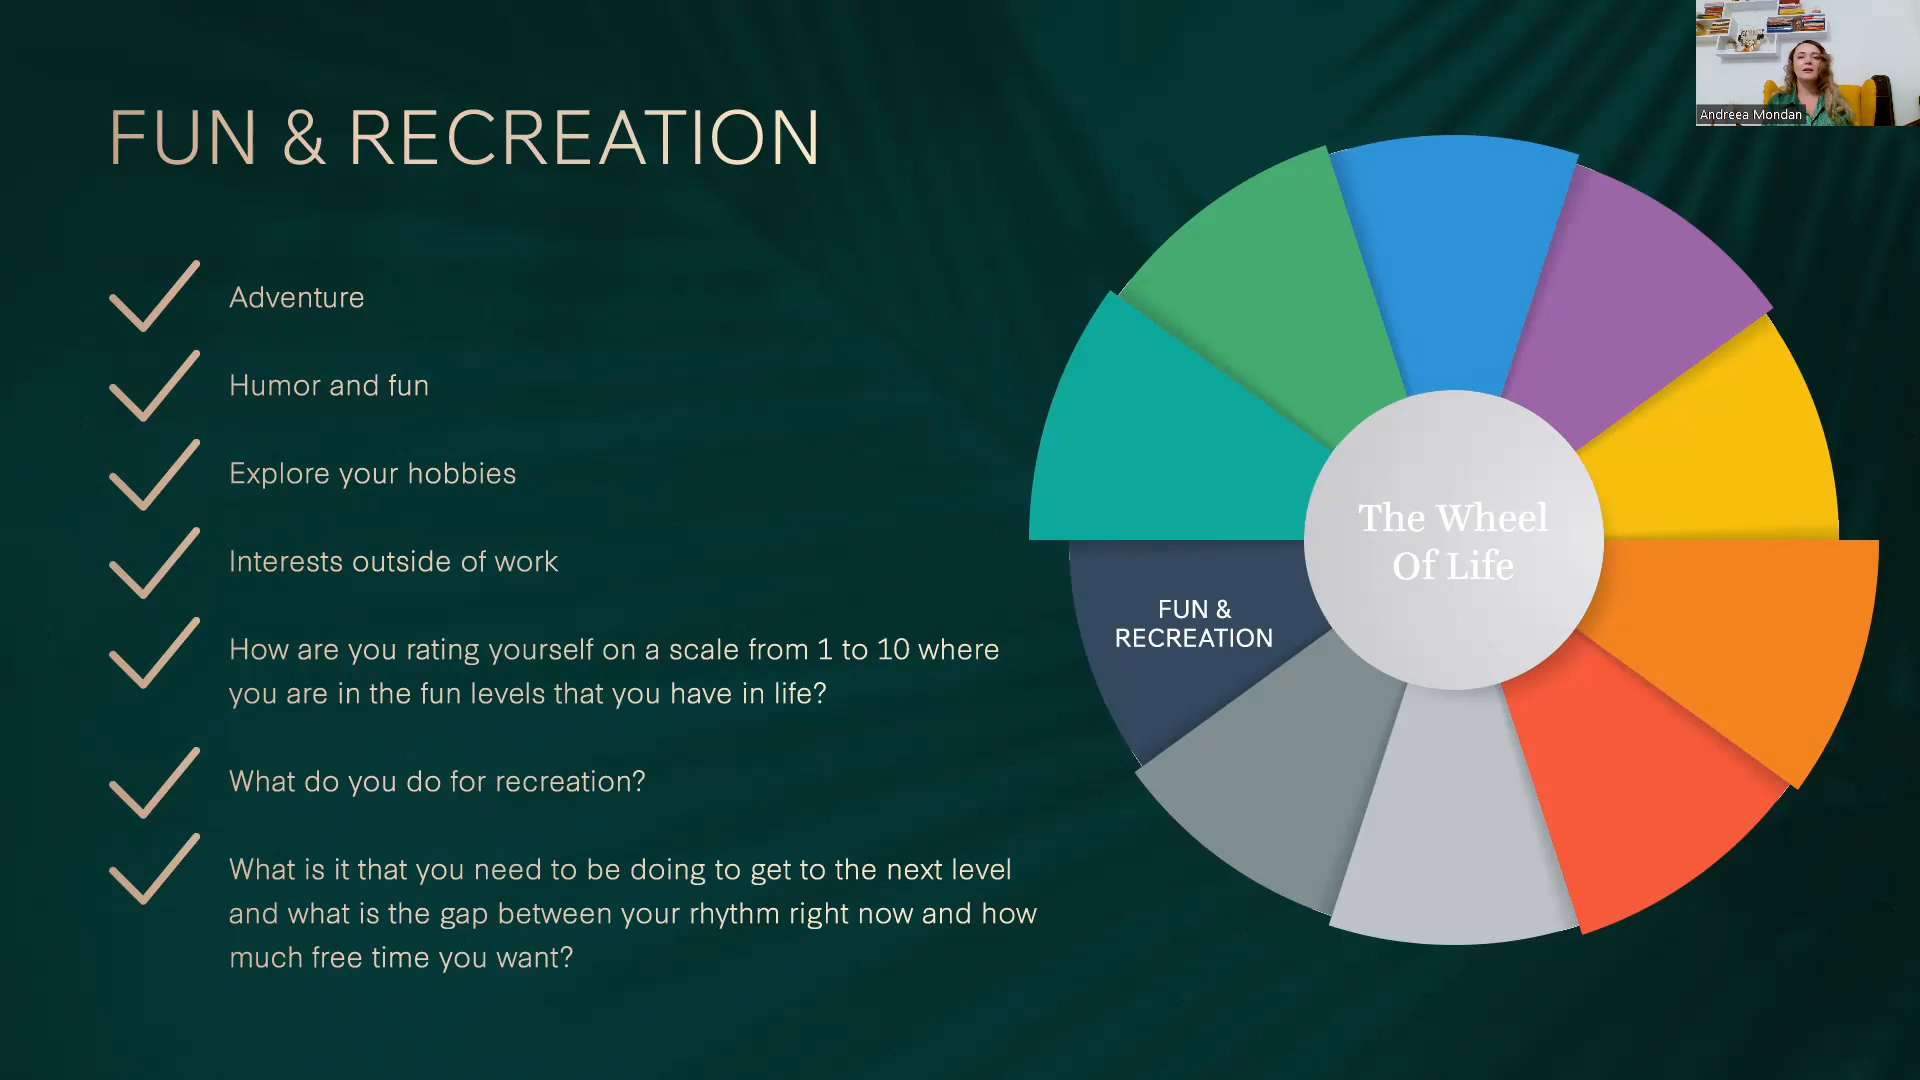 FUN & RECREATION
Adventure
Humor and fun
Explore your hobbies
Interests outside of work
How are you rating yourself on a scale from 1 to 10 where
you are in the fun levels that you have in life?
What do you do for recreation?
What is it that you need to be doing to get to the next level
and what is the gap between your rhythm right now and how
much free time you want?
The Wheel
Of Life
FUN &
RECREATION
Andreea Mondan